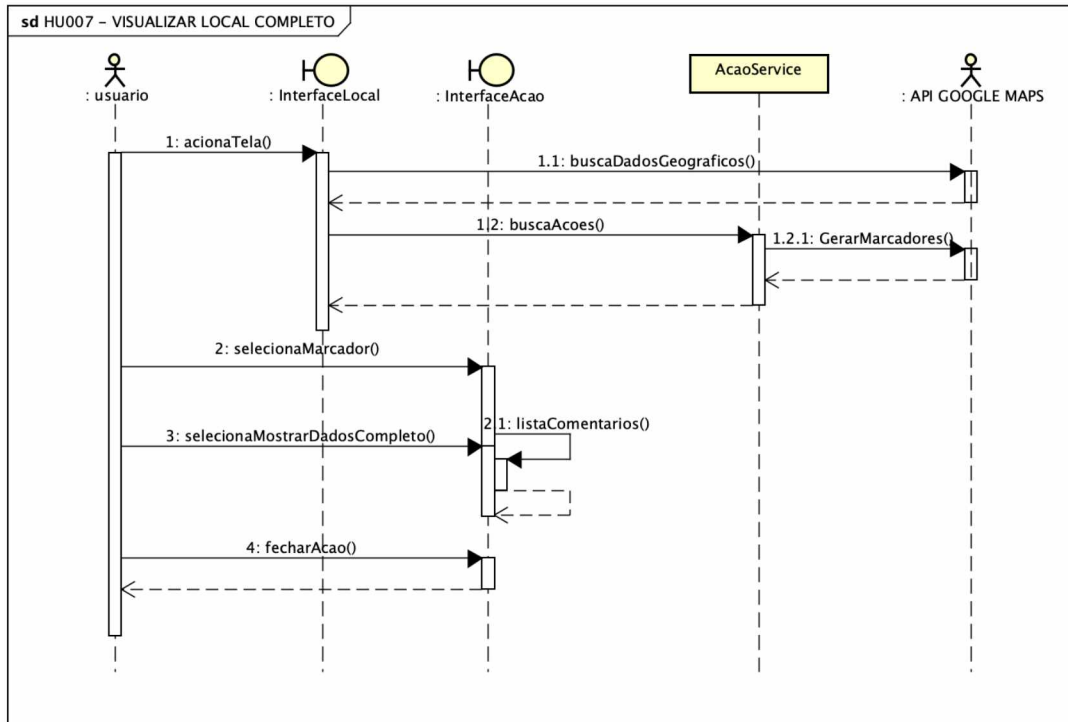 sd HU007 – VISUALIZAR LOCAL COMPLETO
: usuario
: InterfaceLocal
: InterfaceAcao
AcaoService
: API GOOGLE MAPS
1: acionaTela()
1.1: buscaDadosGeograficos()
1.2: buscaAcoes()
1.2.1: GerarMarcadores()
2: selecionaMarcador()
2.1: listaComentarios()
3: selecionaMostrarDadosCompleto()
4: fecharAcao()